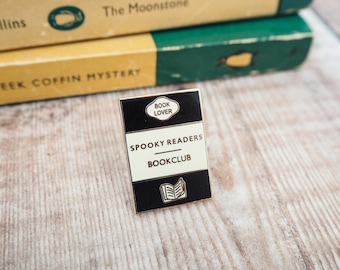 llins The Moonstone
EEK COFFIN MYSTERY
BOOK
LOVER
SPOOKY READERS
BOOKCLUB